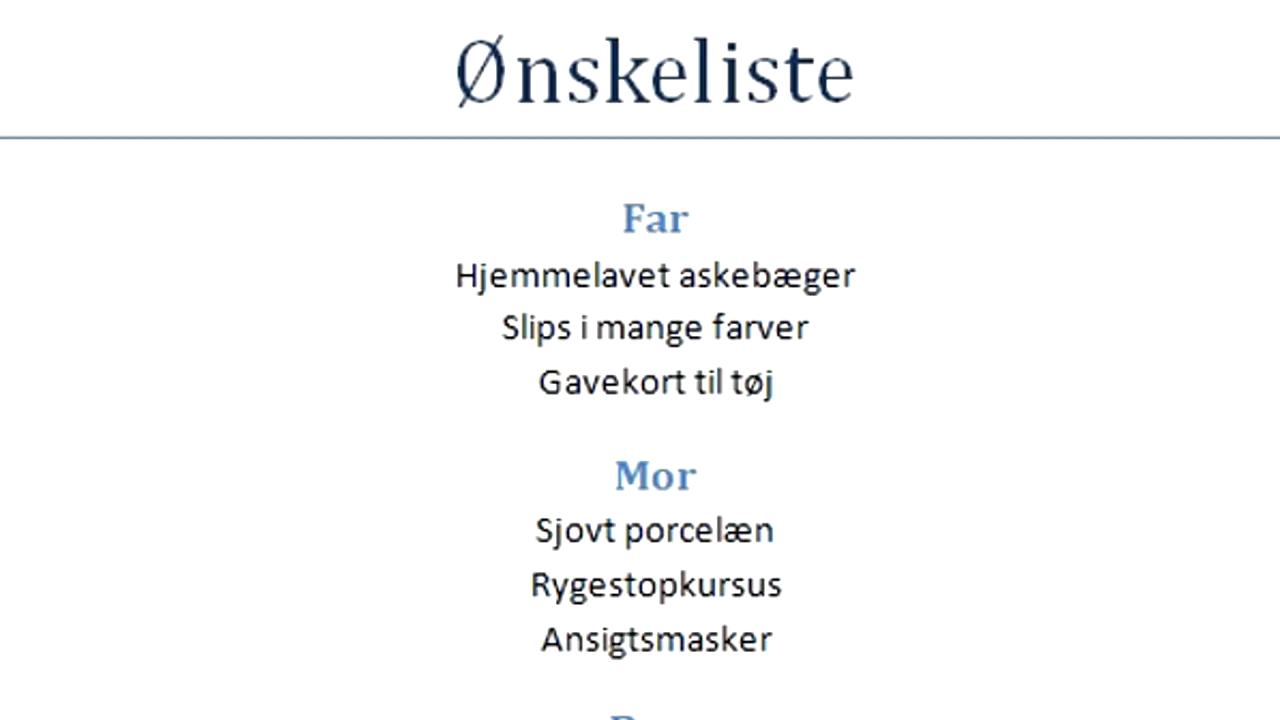 Ønskeliste
Far
Hjemmelavet askebæger
Slips i mange farver
Gavekort til tøj
Mor
Sjovt porcelæn
Rygestopkursus
Ansigtsmasker